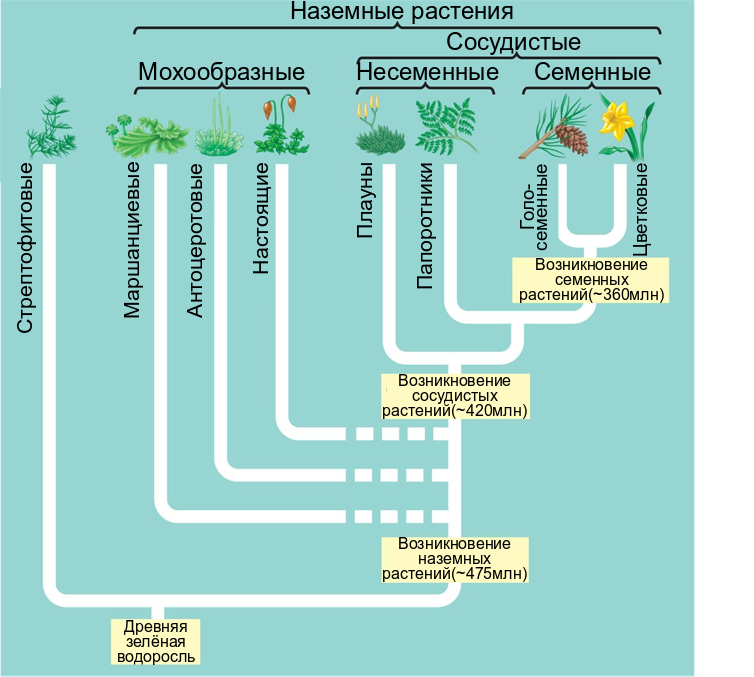 Наземные растения
Сосудистые
Мохообразные
Несеменные
Семенные
Стрептофитовые
Маршанциевые
Антоцеротовые
Настоящие
Плауны
Папоротники
Голо-
семенные
Цветковые
Возникновение
семенных
растений(~360млн)
Возникновение
сосудистых
растений(~420млн)
Возникновение
наземных
растений(~475млн)
Древняя
зелёная
водоросль